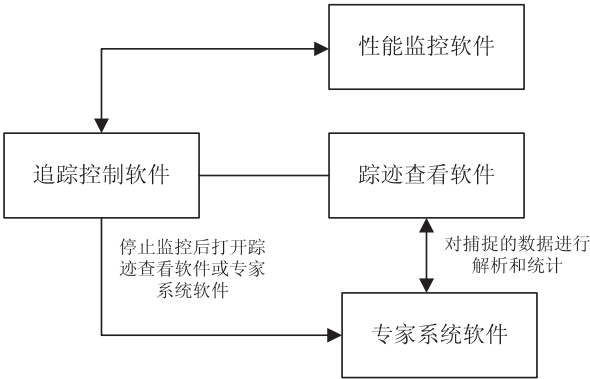 性能监控软件
追踪控制软件
踪迹查看软件
停止监控后打开踪
迹查看软件或专家
系统软件
对捕捉的数据进行
解析和统计
专家系统软件